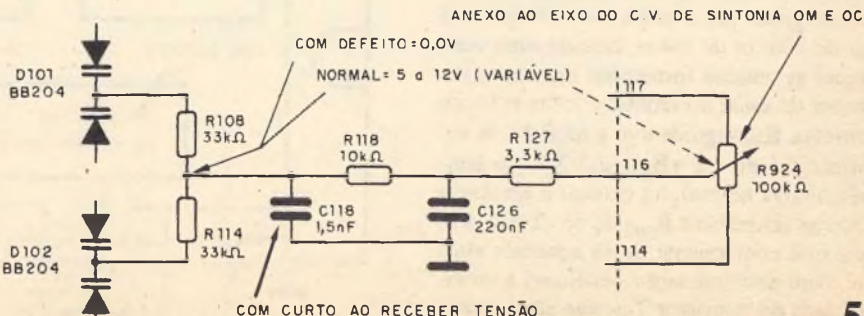 ANEXO AO EIXO DO C.V. DE SINTONIA OM E OC
COM DEFEITO=0,0V
NORMAL= 5 a 12V (VARIÁVEL)
D101
BB204
R108
33kΩ
R118
10kΩ
R127
3,3kΩ
117
116
114
R924
100kΩ
C118
1,5nF
C126
220nF
R114
33kΩ
D102
BB204
COM CURTO AO RECEBER TENSÃO
5